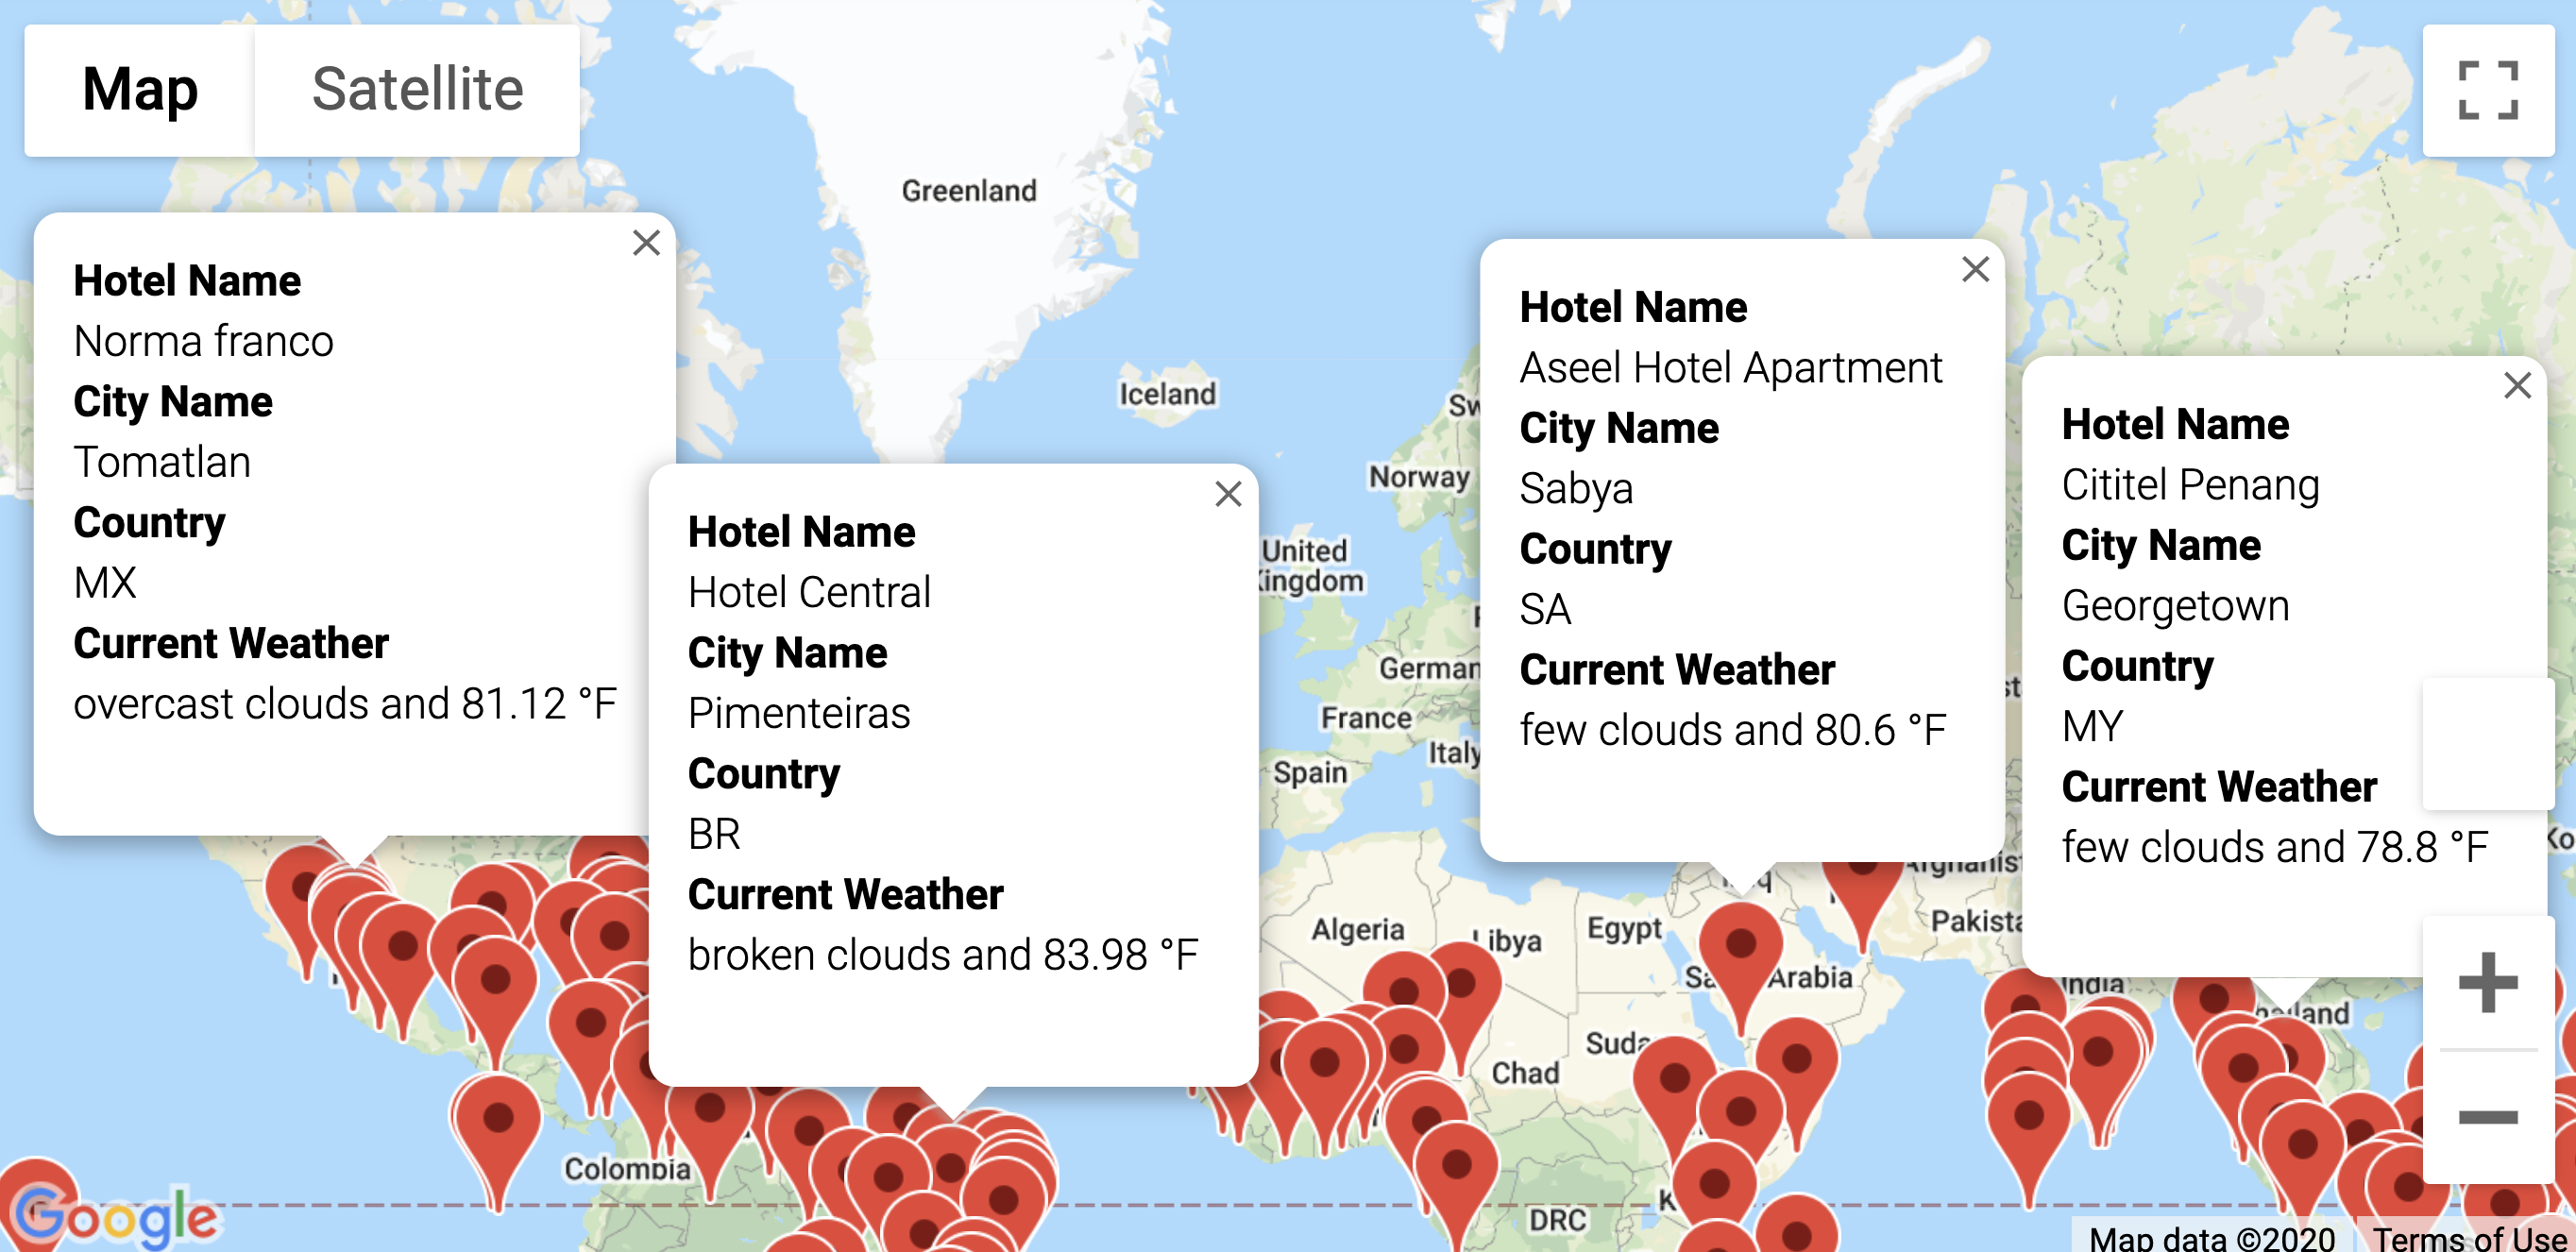 Map
Satellite
Greenland
Iceland
Norway
United
Kingdom
German
France
Italy
Spain
Hotel Name
Norma franco
City Name
Tomatlan
Country
MX
Current Weather
overcast clouds and 81.12 °F
Hotel Name
Hotel Central
City Name
Pimenteiras
Country
BR
Current Weather
broken clouds and 83.98 °F
Hotel Name
Aseel Hotel Apartment
City Name
Sabya
Country
SA
Current Weather
few clouds and 80.6 °F
Hotel Name
Cititel Penang
City Name
Georgetown
Country
MY
Current Weather
few clouds and 78.8 °F
Algeria
Libya
Egypt
Arabia
Pakista
India
Chad
Colombia
DRC
Google
Map data ©2020
Terms of Use